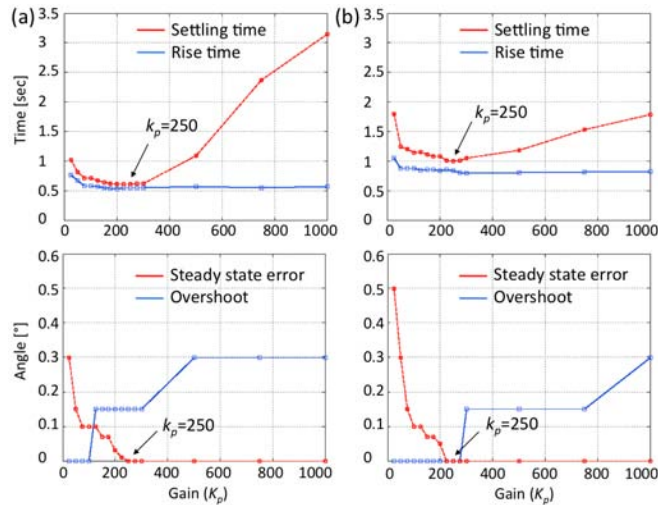 (a)
3.5
3
2.5
2
1.5
1
0.5
0
Time [sec]
Settling time
Rise time
kp=250
0 200 400 600 800 1000
(b)
3.5
3
2.5
2
1.5
1
0.5
0
Settling time
Rise time
kp=250
0 200 400 600 800 1000
0.6
0.5
0.4
0.3
0.2
0.1
0
Angle [°]
Steady state error
Overshoot
kp=250
0 200 400 600 800 1000
Gain (Kp)
0.6
0.5
0.4
0.3
0.2
0.1
0
Steady state error
Overshoot
kp=250
0 200 400 600 800 1000
Gain (Kp)